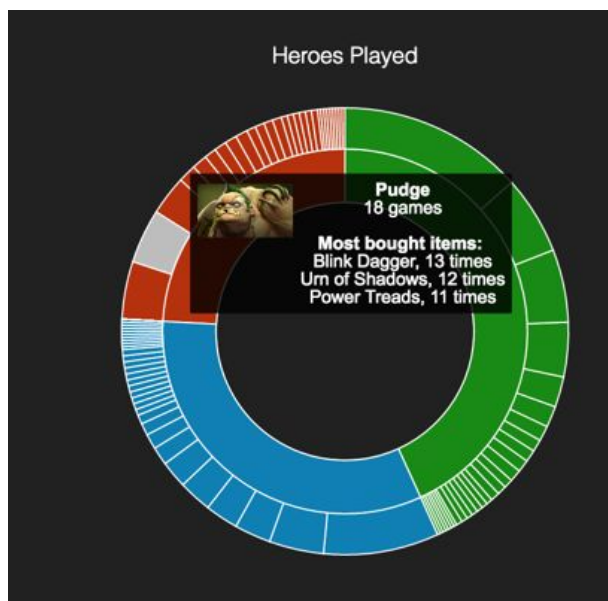 Heroes Played
Pudge
18 games
Most bought items:
Blink Dagger, 13 times
Urn of Shadows, 12 times
Power Treads, 11 times